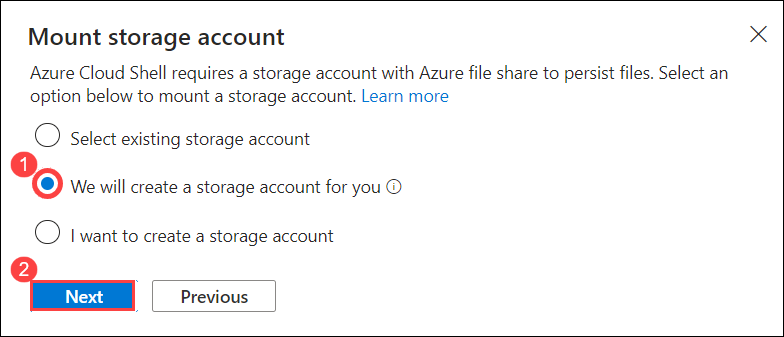 Mount storage account
Azure Cloud Shell requires a storage account with Azure file share to persist files. Select an
option below to mount a storage account. Learn more
Select existing storage account
1
We will create a storage account for you
I want to create a storage account
2
Next Previous